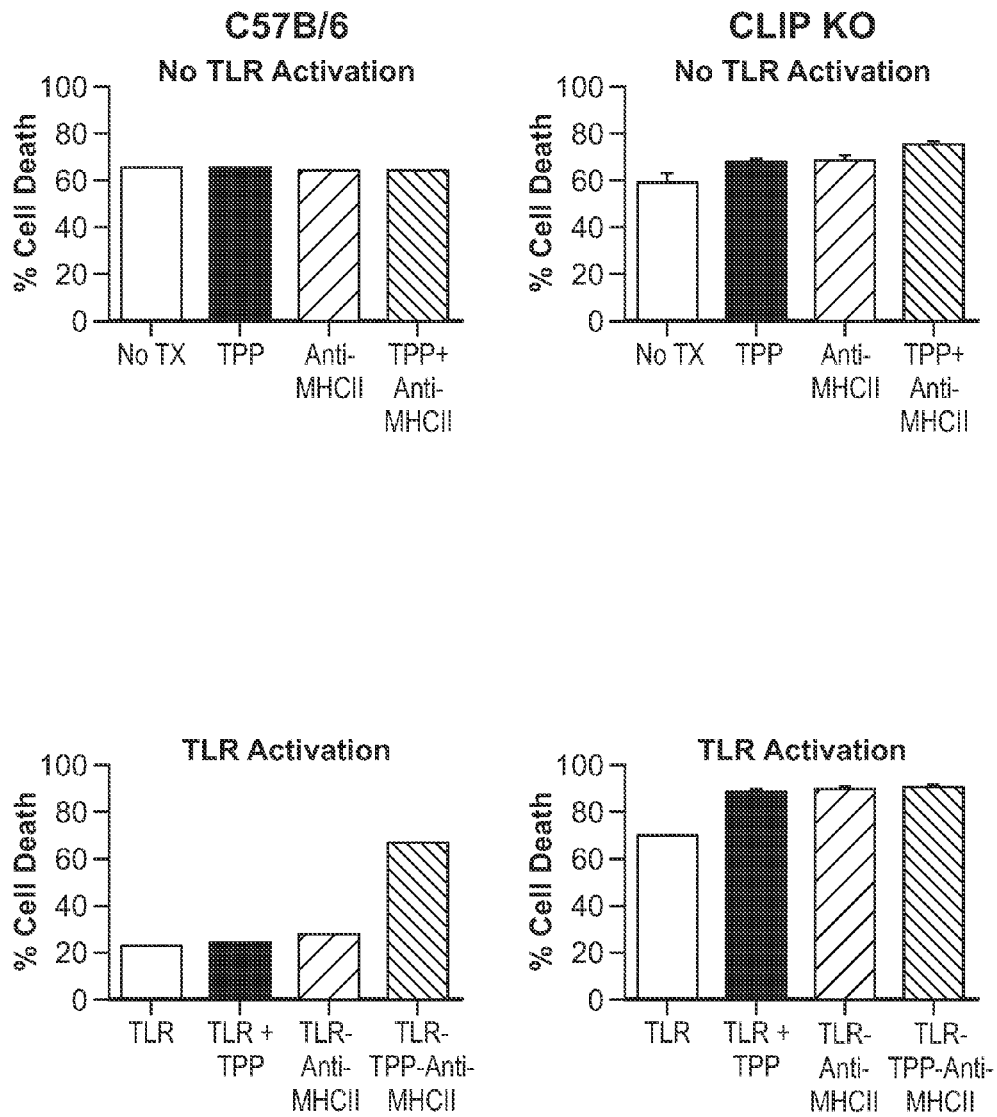 C57B/6
No TLR Activation
% Cell Death
100
80
60
40
20
0
No TX
TPP
Anti-
MHCII
TPP+
Anti-
MHCII
CLIP KO
No TLR Activation
% Cell Death
100
80
60
40
20
0
No TX
TPP
Anti-
MHCII
TPP+
Anti-
MHCII
TLR Activation
% Cell Death
100
80
60
40
20
0
TLR
TLR +
TPP
TLR-
Anti-
MHCII
TLR-
TPP-Anti-
MHCII
TLR Activation
% Cell Death
100
80
60
40
20
0
TLR
TLR +
TPP
TLR-
Anti-
MHCII
TLR-
TPP-Anti-
MHCII